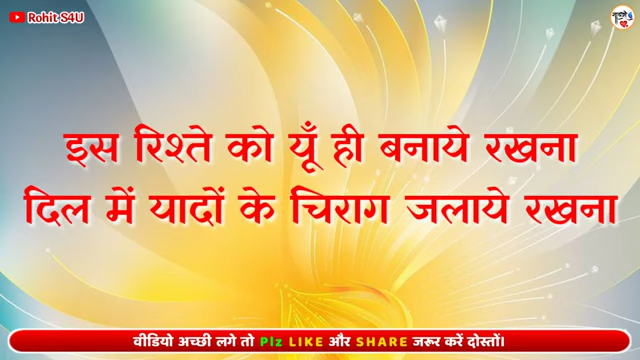 Rohit S4U
इस रिश्ते को यूँ ही बनाये रखना
दिल में यादों के चिराग जलाये रखना
वीडियो अच्छी लगे तो Plz LIKE और SHARE जरूर करें दोस्तों।